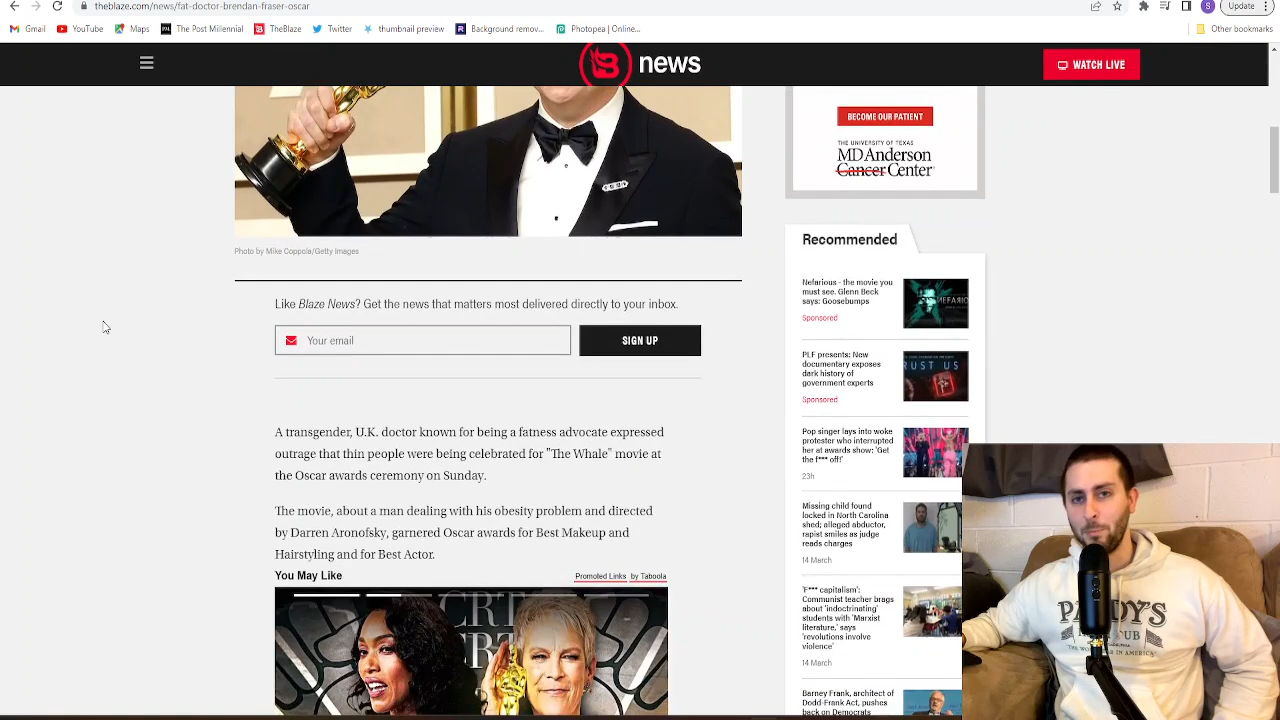 theblaze.com/news/fat-doctor-brendan-fraser-oscar
Update
Gmail
YouTube
Maps
The Post Millennial
TheBlaze
Twitter
thumbnail preview
Background remov...
Photopea | Online...
Other bookmarks
news
WATCH LIVE
BECOME OUR PATIENT
THE UNIVERSITY OF TEXAS
MD Anderson
Cancer Center
Photo by Mike Coppola/Getty Images
Like Blaze News? Get the news that matters most delivered directly to your inbox.
Your email
SIGN UP
A transgender, U.K. doctor known for being a fatness advocate expressed
outrage that thin people were being celebrated for "The Whale" movie at
the Oscar awards ceremony on Sunday.
The movie, about a man dealing with his obesity problem and directed
by Darren Aronofsky, garnered Oscar awards for Best Makeup and
Hairstyling and for Best Actor.
You May Like
Promoted Links by Taboola
Recommended
Nefarious - the movie you
must see. Glenn Beck
says: Goosebumps
Sponsored
PLF presents: New
documentary exposes
dark history of
government experts
Sponsored
RUST US
Pop singer lays into woke
protester who interrupted
her at awards show: 'Get
the f*** off!'
23h
Missing child found
locked in North Carolina
shed; alleged abductor,
rapist smiles as judge
reads charges
14 March
'F*** capitalism':
Communist teacher brags
about 'indoctrinating'
students with 'Marxist
literature,' says
'revolutions involve
violence'
14 March
Barney Frank, architect of
Dodd-Frank Act, pushes
back on Democrats